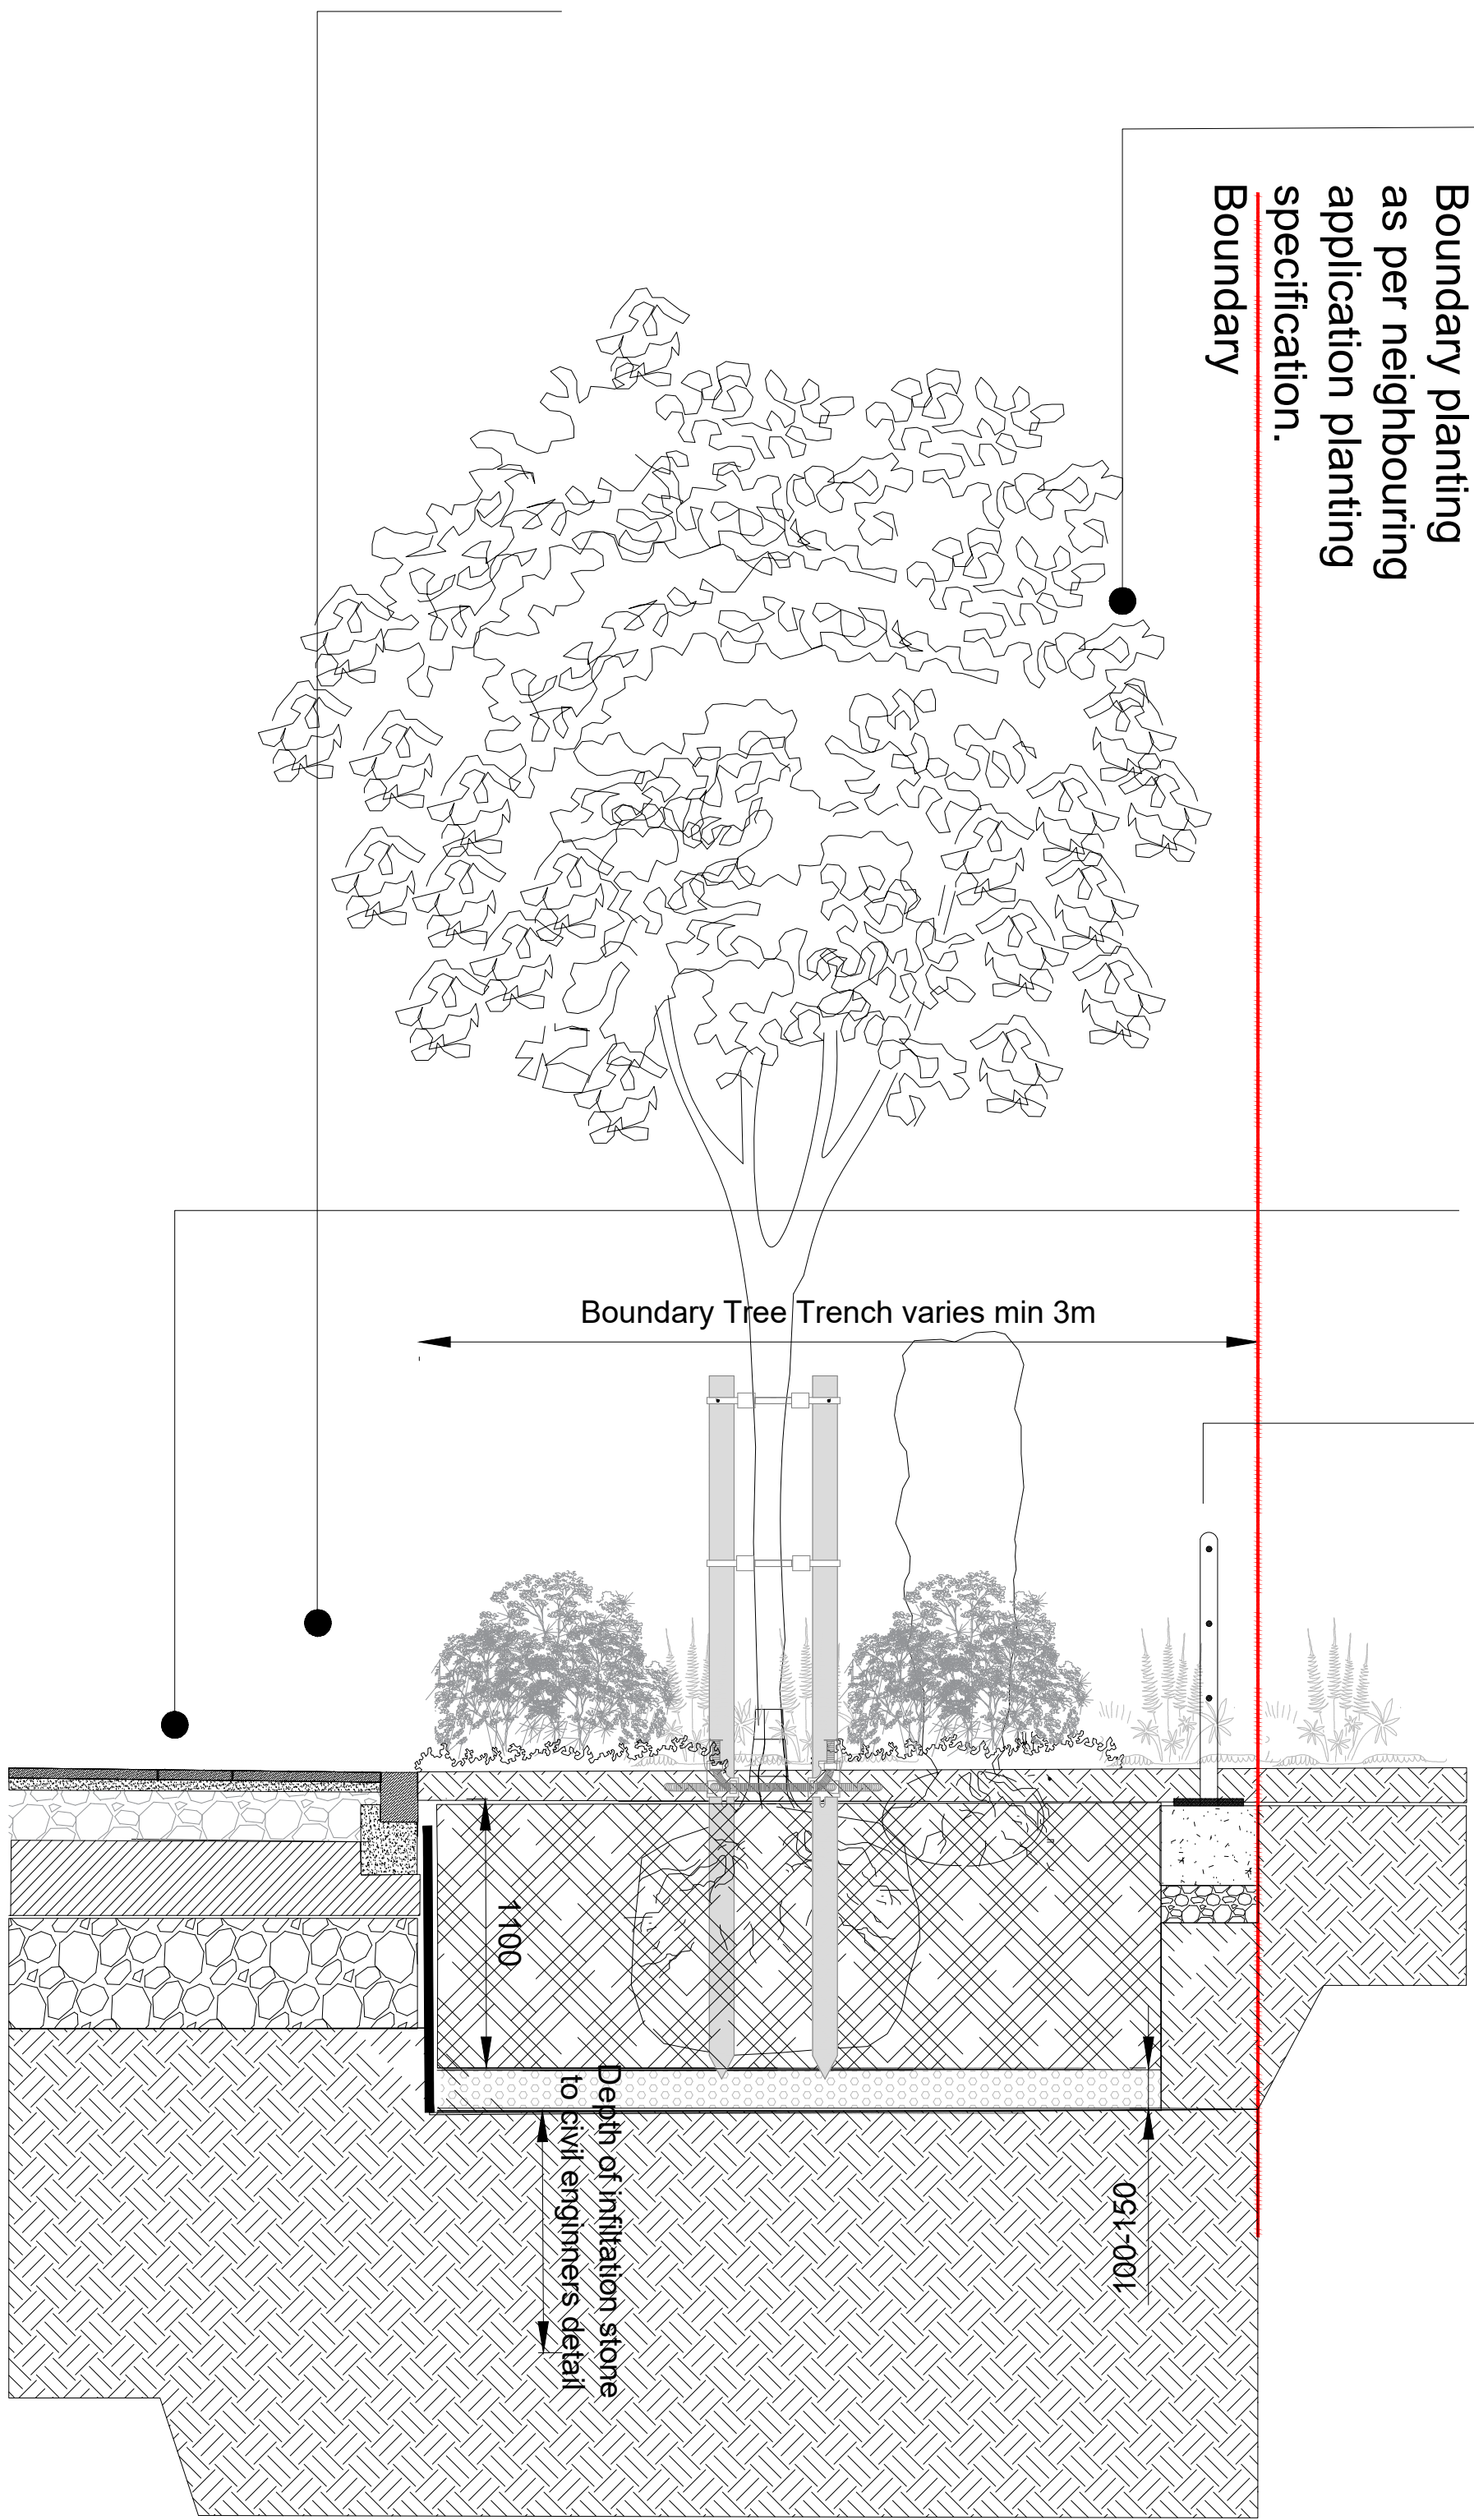 Boundary planting
as per neighbouring
application planting
specification.
Boundary
Boundary Tree Trench varies min 3m
1100
Depth of infiltation stone
to civil enginners detail
100-150